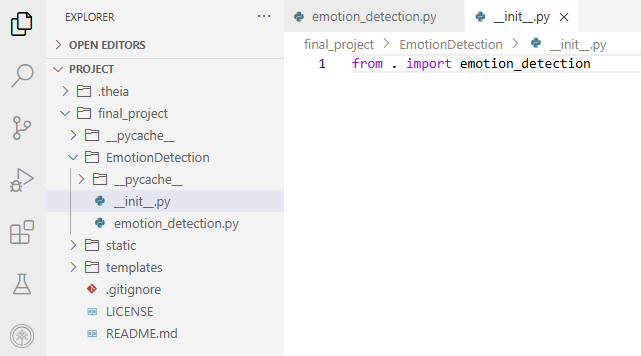 EXPLORER
···
OPEN EDITORS
PROJECT
.theia
final_project
__pycache__
EmotionDetection
__pycache__
__init__.py
emotion_detection.py
static
templates
.gitignore
LICENSE
README.md
emotion_detection.py
__init__.py ×
final_project > EmotionDetection > __init__.py
1 from . import emotion_detection